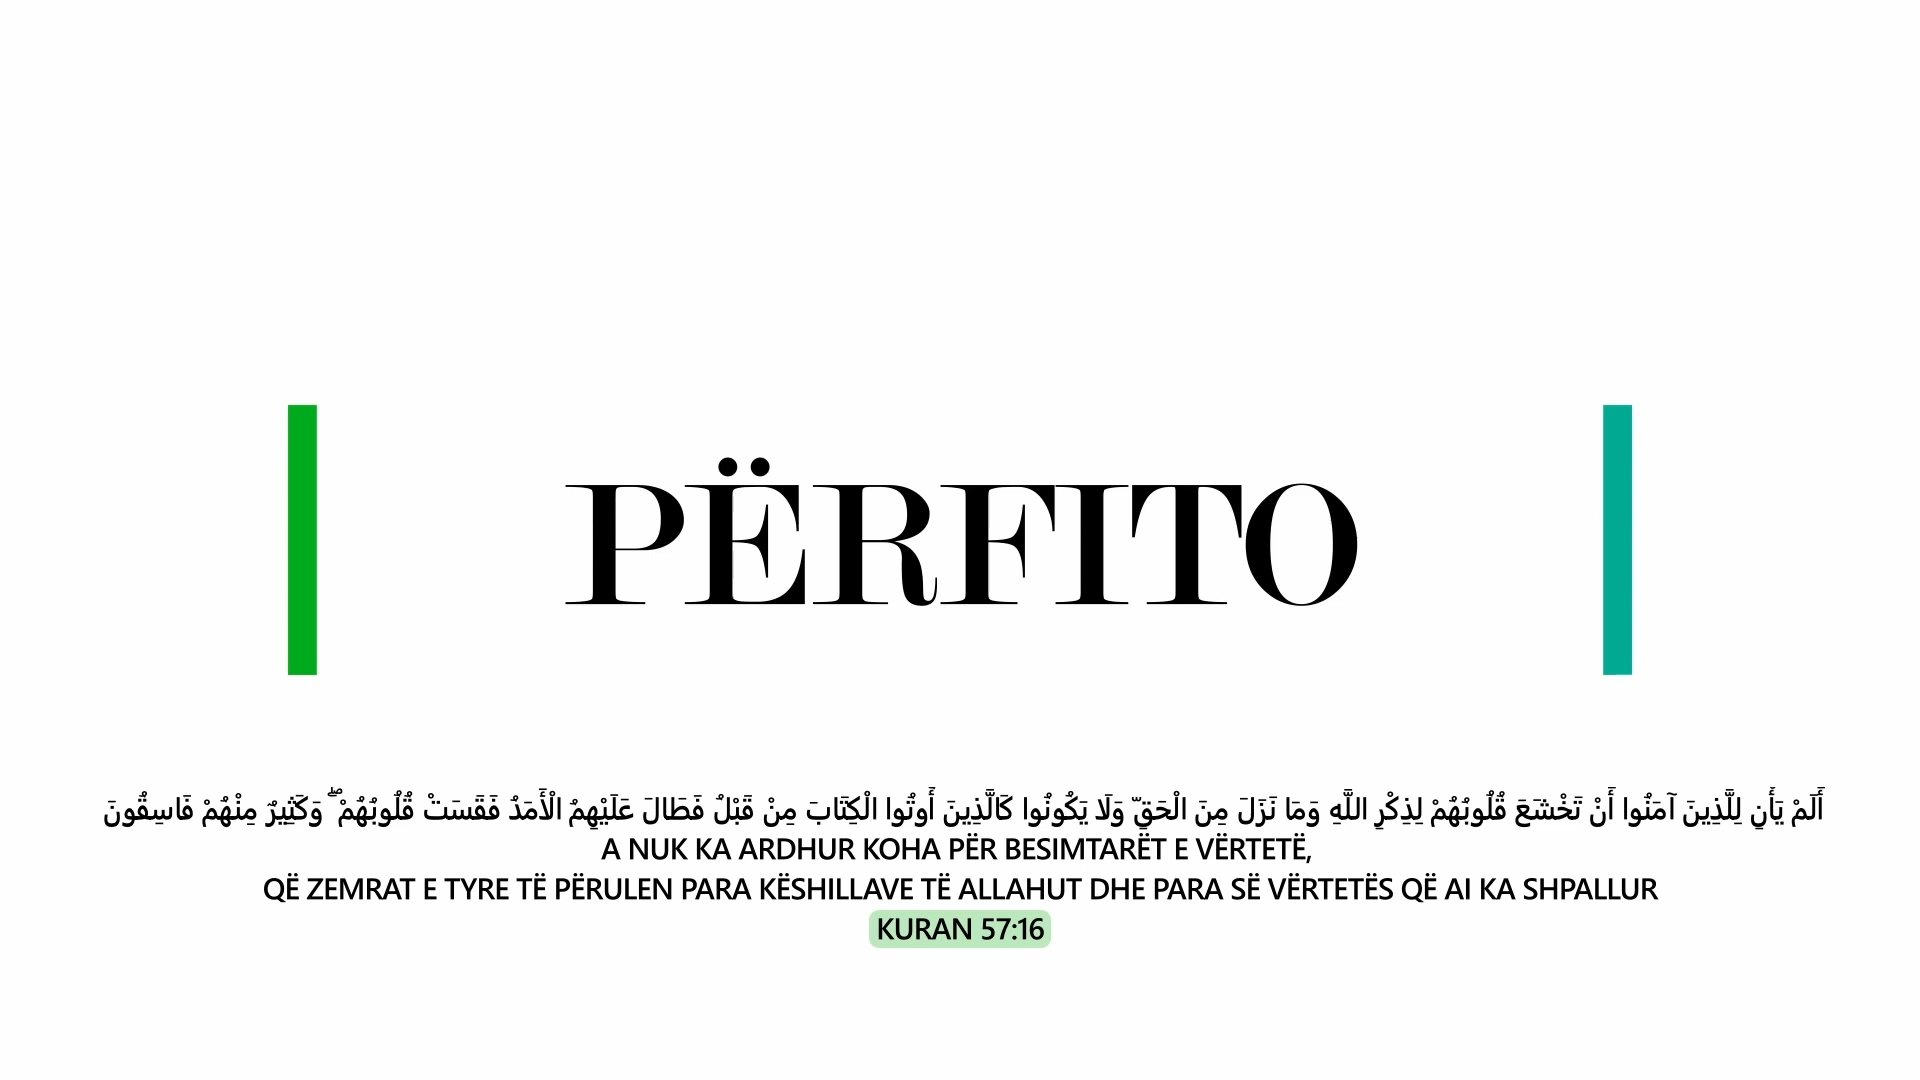 PËRFITO
أَلَمْ يَأْنِ لِلَّذِينَ آمَنُوا أَنْ تَخْشَعَ قُلُوبُهُمْ لِذِكْرِ اللَّهِ وَمَا نَزَلَ مِنَ الْحَقِّ وَلَا يَكُونُوا كَالَّذِينَ أُوتُوا الْكِتَابَ مِنْ قَبْلُ فَطَالَ عَلَيْهِمُ الْأَمَدُ فَقَسَتْ قُلُوبُهُمْ ۖ وَكَثِيرٌ مِنْهُمْ فَاسِقُونَ
A NUK KA ARDHUR KOHA PËR BESIMTARËT E VËRTETË,
QË ZEMRAT E TYRE TË PËRULEN PARA KËSHILLAVE TË ALLAHUT DHE PARA SË VËRTETËS QË AI KA SHPALLUR
KURAN 57:16